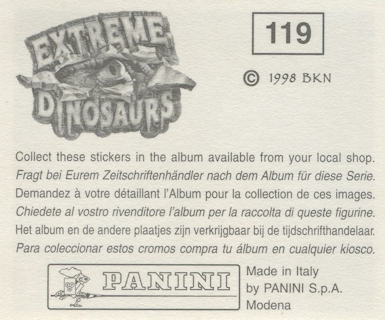 EXTREME
DINOSAURS
119
© 1998 BKN
Collect these stickers in the album available from your local shop.
Fragt bei Eurem Zeitschriftenhändler nach dem Album für diese Serie.
Demandez à votre détaillant l'Album pour la collection de ces images.
Chiedete al vostro rivenditore l'album per la raccolta di queste figurine.
Het album en de andere plaatjes zijn verkrijgbaar bij de tijdschrifthandelaar.
Para coleccionar estos cromos compra tu álbum en cualquier kiosco.
PANINI
Made in Italy
by PANINI S.p.A.
Modena